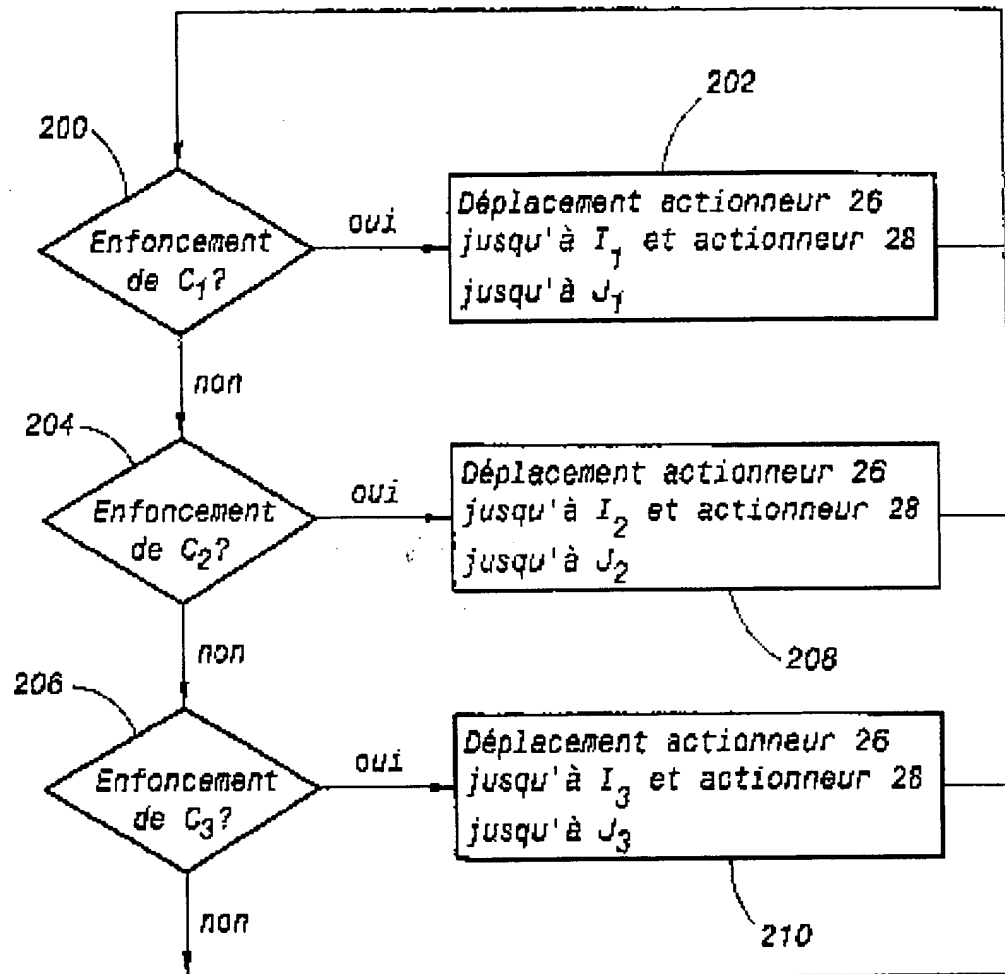 200
202
Enfoncement
de C₁?
oui
Déplacement actionneur 26
jusqu'à I₁ et actionneur 28
jusqu'à J₁
non
204
Enfoncement
de C₂?
oui
Déplacement actionneur 26
jusqu'à I₂ et actionneur 28
jusqu'à J₂
208
non
206
Enfoncement
de C₃?
oui
Déplacement actionneur 26
jusqu'à I₃ et actionneur 28
jusqu'à J₃
210
non